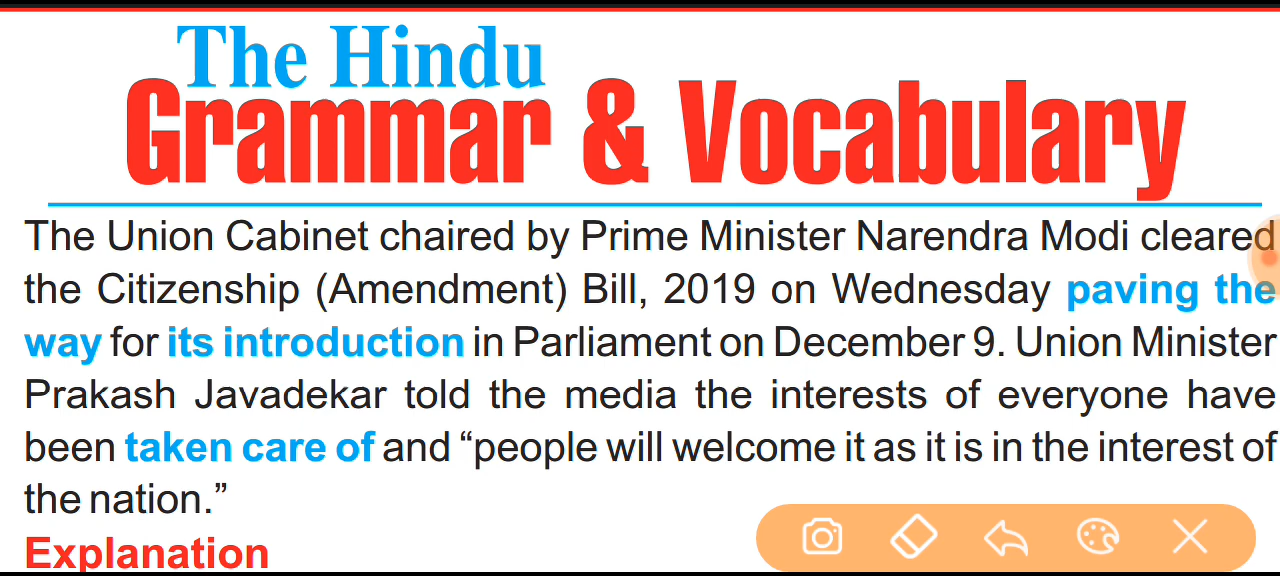 The Hindu
Grammar & Vocabulary
The Union Cabinet chaired by Prime Minister Narendra Modi cleared
the Citizenship (Amendment) Bill, 2019 on Wednesday paving the
way for its introduction in Parliament on December 9. Union Minister
Prakash Javadekar told the media the interests of everyone have
been taken care of and “people will welcome it as it is in the interest of
the nation.”
Explanation